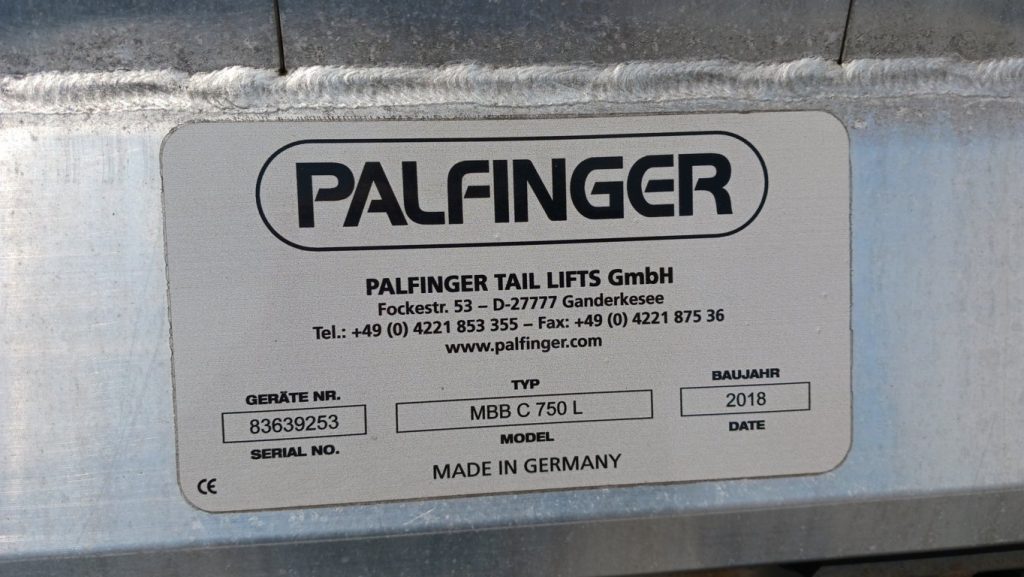 PALFINGER
PALFINGER TAIL LIFTS GmbH
Fockestr. 53 – D-27777 Ganderkesee
Tel.: +49 (0) 4221 853 355 – Fax: +49 (0) 4221 875 36
www.palfinger.com
GERÄTE NR. TYP BAUJAHR
83639253 MBB C 750 L 2018
SERIAL NO. MODEL DATE
CE MADE IN GERMANY